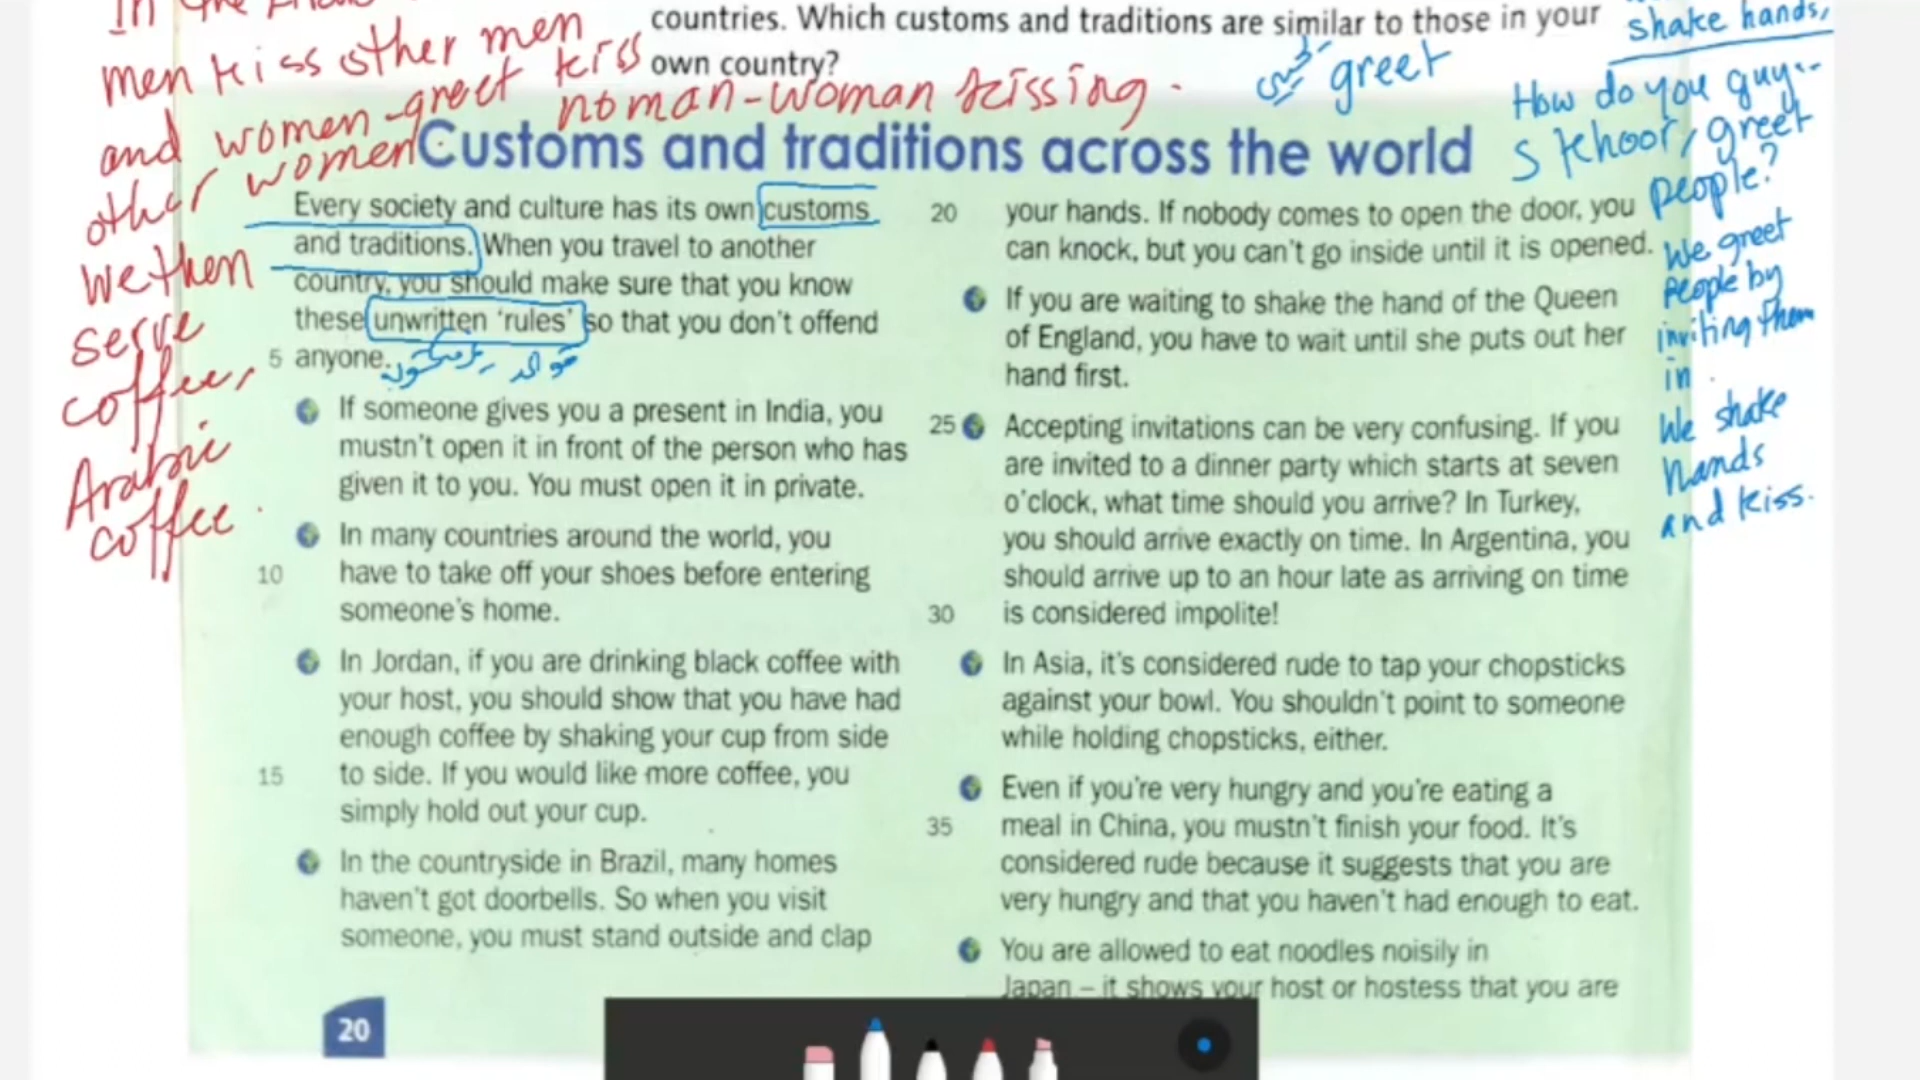 countries. Which customs and traditions are similar to those in your
own country?
men kiss other men
and women-greet kiss
other women
no man-woman kissing.
We then
serve
coffee,
Arabic
coffee.
greet
shake hands,
How do you guy--
s /greet
people?
We greet
people by
inviting them
in.
We shake
hands
and kiss.
Customs and traditions across the world
Every society and culture has its own customs
and traditions. When you travel to another
country, you should make sure that you know
these unwritten ‘rules’ so that you don’t offend
5 anyone.
If someone gives you a present in India, you
mustn’t open it in front of the person who has
given it to you. You must open it in private.
In many countries around the world, you
10 have to take off your shoes before entering
someone’s home.
In Jordan, if you are drinking black coffee with
your host, you should show that you have had
enough coffee by shaking your cup from side
15 to side. If you would like more coffee, you
simply hold out your cup.
In the countryside in Brazil, many homes
haven’t got doorbells. So when you visit
someone, you must stand outside and clap
20 your hands. If nobody comes to open the door, you
can knock, but you can’t go inside until it is opened.
If you are waiting to shake the hand of the Queen
of England, you have to wait until she puts out her
hand first.
25 Accepting invitations can be very confusing. If you
are invited to a dinner party which starts at seven
o’clock, what time should you arrive? In Turkey,
you should arrive exactly on time. In Argentina, you
should arrive up to an hour late as arriving on time
30 is considered impolite!
In Asia, it’s considered rude to tap your chopsticks
against your bowl. You shouldn’t point to someone
while holding chopsticks, either.
Even if you’re very hungry and you’re eating a
35 meal in China, you mustn’t finish your food. It’s
considered rude because it suggests that you are
very hungry and that you haven’t had enough to eat.
You are allowed to eat noodles noisily in
Japan – it shows your host or hostess that you are
20